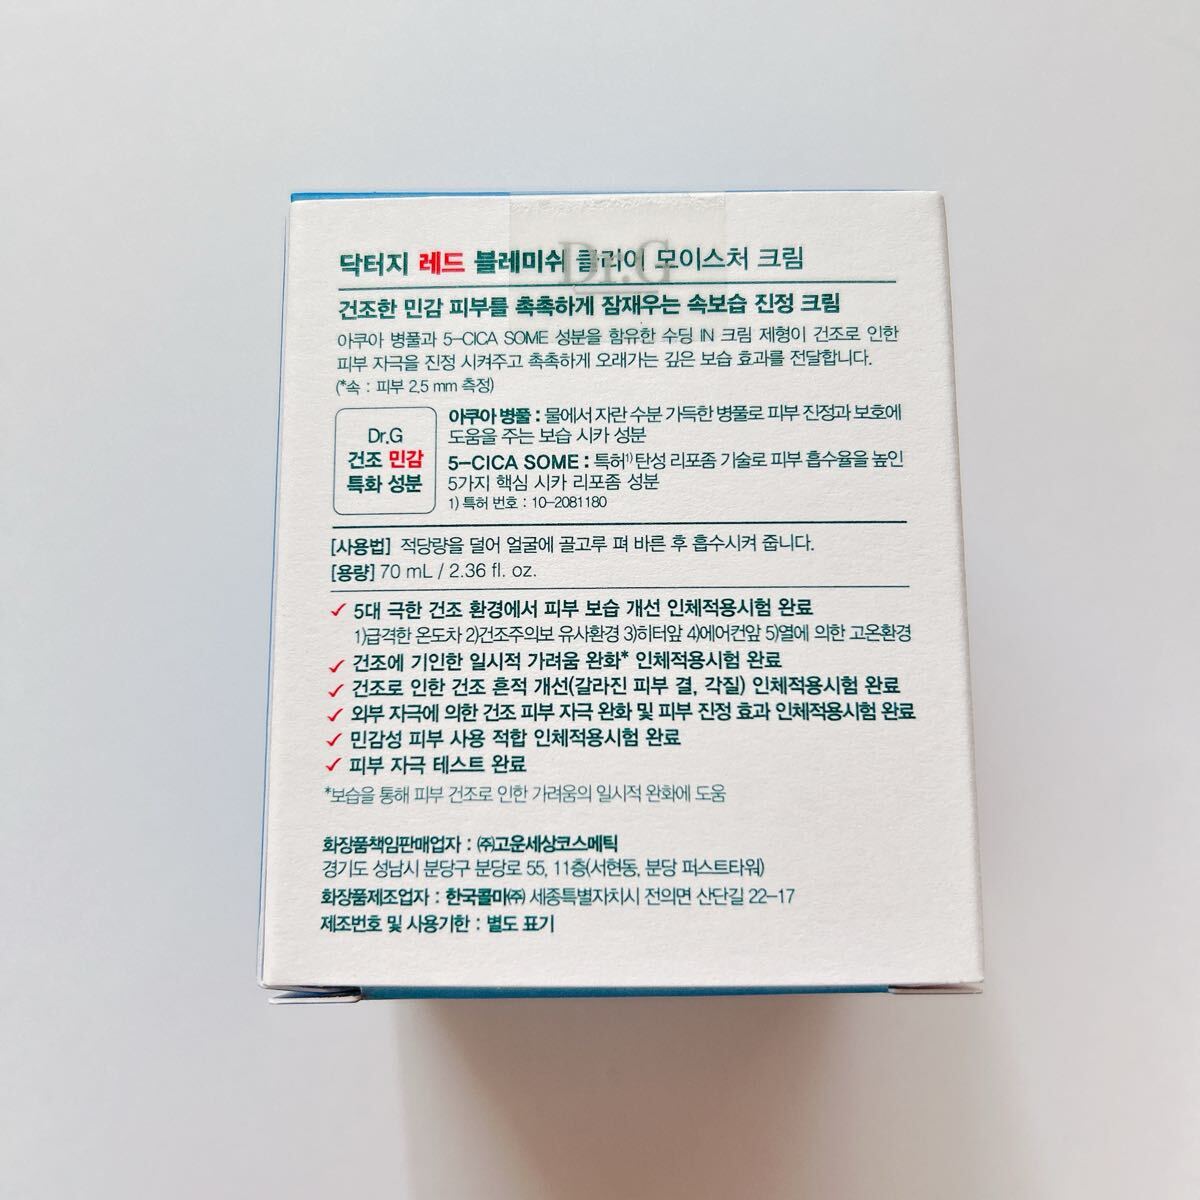 닥터지 레드 블레미쉬 클리어 모이스처 크림
Dr.G
건조한 민감 피부를 촉촉하게 잠재우는 속보습 진정 크림
아쿠아 병풀과 5-CICA SOME 성분을 함유한 수딩 IN 크림 제형이 건조로 인한
피부 자극을 진정 시켜주고 촉촉하게 오래가는 깊은 보습 효과를 전달합니다.
(*속 : 피부 2.5 mm 측정)
Dr.G
건조 민감
특화 성분
아쿠아 병풀 : 물에서 자란 수분 가득한 병풀로 피부 진정과 보호에
도움을 주는 보습 시카 성분
5-CICA SOME : 특허1) 탄성 리포좀 기술로 피부 흡수율을 높인
5가지 핵심 시카 리포좀 성분
1) 특허 번호 : 10-2081180
[사용법] 적당량을 덜어 얼굴에 골고루 펴 바른 후 흡수시켜 줍니다.
[용량] 70 mL / 2.36 fl. oz.
✓ 5대 극한 건조 환경에서 피부 보습 개선 인체적용시험 완료
1)급격한 온도차 2)건조주의보 유사환경 3)히터앞 4)에어컨앞 5)열에 의한 고온환경
✓ 건조에 기인한 일시적 가려움 완화* 인체적용시험 완료
✓ 건조로 인한 건조 흔적 개선(갈라진 피부 결, 각질) 인체적용시험 완료
✓ 외부 자극에 의한 건조 피부 자극 완화 및 피부 진정 효과 인체적용시험 완료
✓ 민감성 피부 사용 적합 인체적용시험 완료
✓ 피부 자극 테스트 완료
*보습을 통해 피부 건조로 인한 가려움의 일시적 완화에 도움
화장품책임판매업자 : ㈜고운세상코스메틱
경기도 성남시 분당구 분당로 55, 11층(서현동, 분당 퍼스트타워)
화장품제조업자 : 한국콜마㈜ 세종특별자치시 전의면 산단길 22-17
제조번호 및 사용기한 : 별도 표기